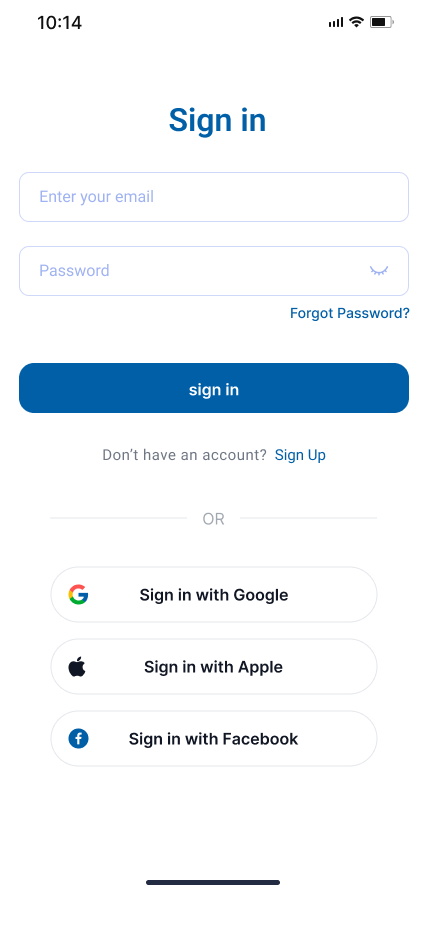 10:14
Sign in
Enter your email
Password
Forgot Password?
sign in
Don't have an account? Sign Up
OR
Sign in with Google
Sign in with Apple
Sign in with Facebook